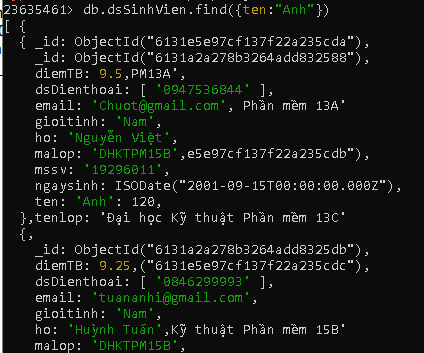 23635461> db.dsSinhVien.find({ten:"Anh"})
[ {
  { _id: ObjectId("6131e5e97cf137f22a235cda"),
    _id: ObjectId("6131a2a278b3264add832588"),
    diemTB: 9.5,PM13A',
    dsDienthoai: [ '0947536844' ],
    email: 'Chuot@gmail.com', Phần mềm 13A'
    gioitinh: 'Nam',
    ho: 'Nguyễn Việt',
    malop: 'DHKTPM15B',e5e97cf137f22a235cdb"),
    mssv: '19296011',
    ngaysinh: ISODate("2001-09-15T00:00:00.000Z"),
    ten: 'Anh': 120,
  },tenlop: 'Đại học Kỹ thuật Phần mềm 13C'
  {,
    _id: ObjectId("6131a2a278b3264add8325db"),
    diemTB: 9.25,("6131e5e97cf137f22a235cdc"),
    dsDienthoai: [ '0846299993' ],
    email: 'tuananhi@gmail.com',
    gioitinh: 'Nam',
    ho: 'Huỳnh Tuấn',Kỹ thuật Phần mềm 15B'
    malop: 'DHKTPM15B',